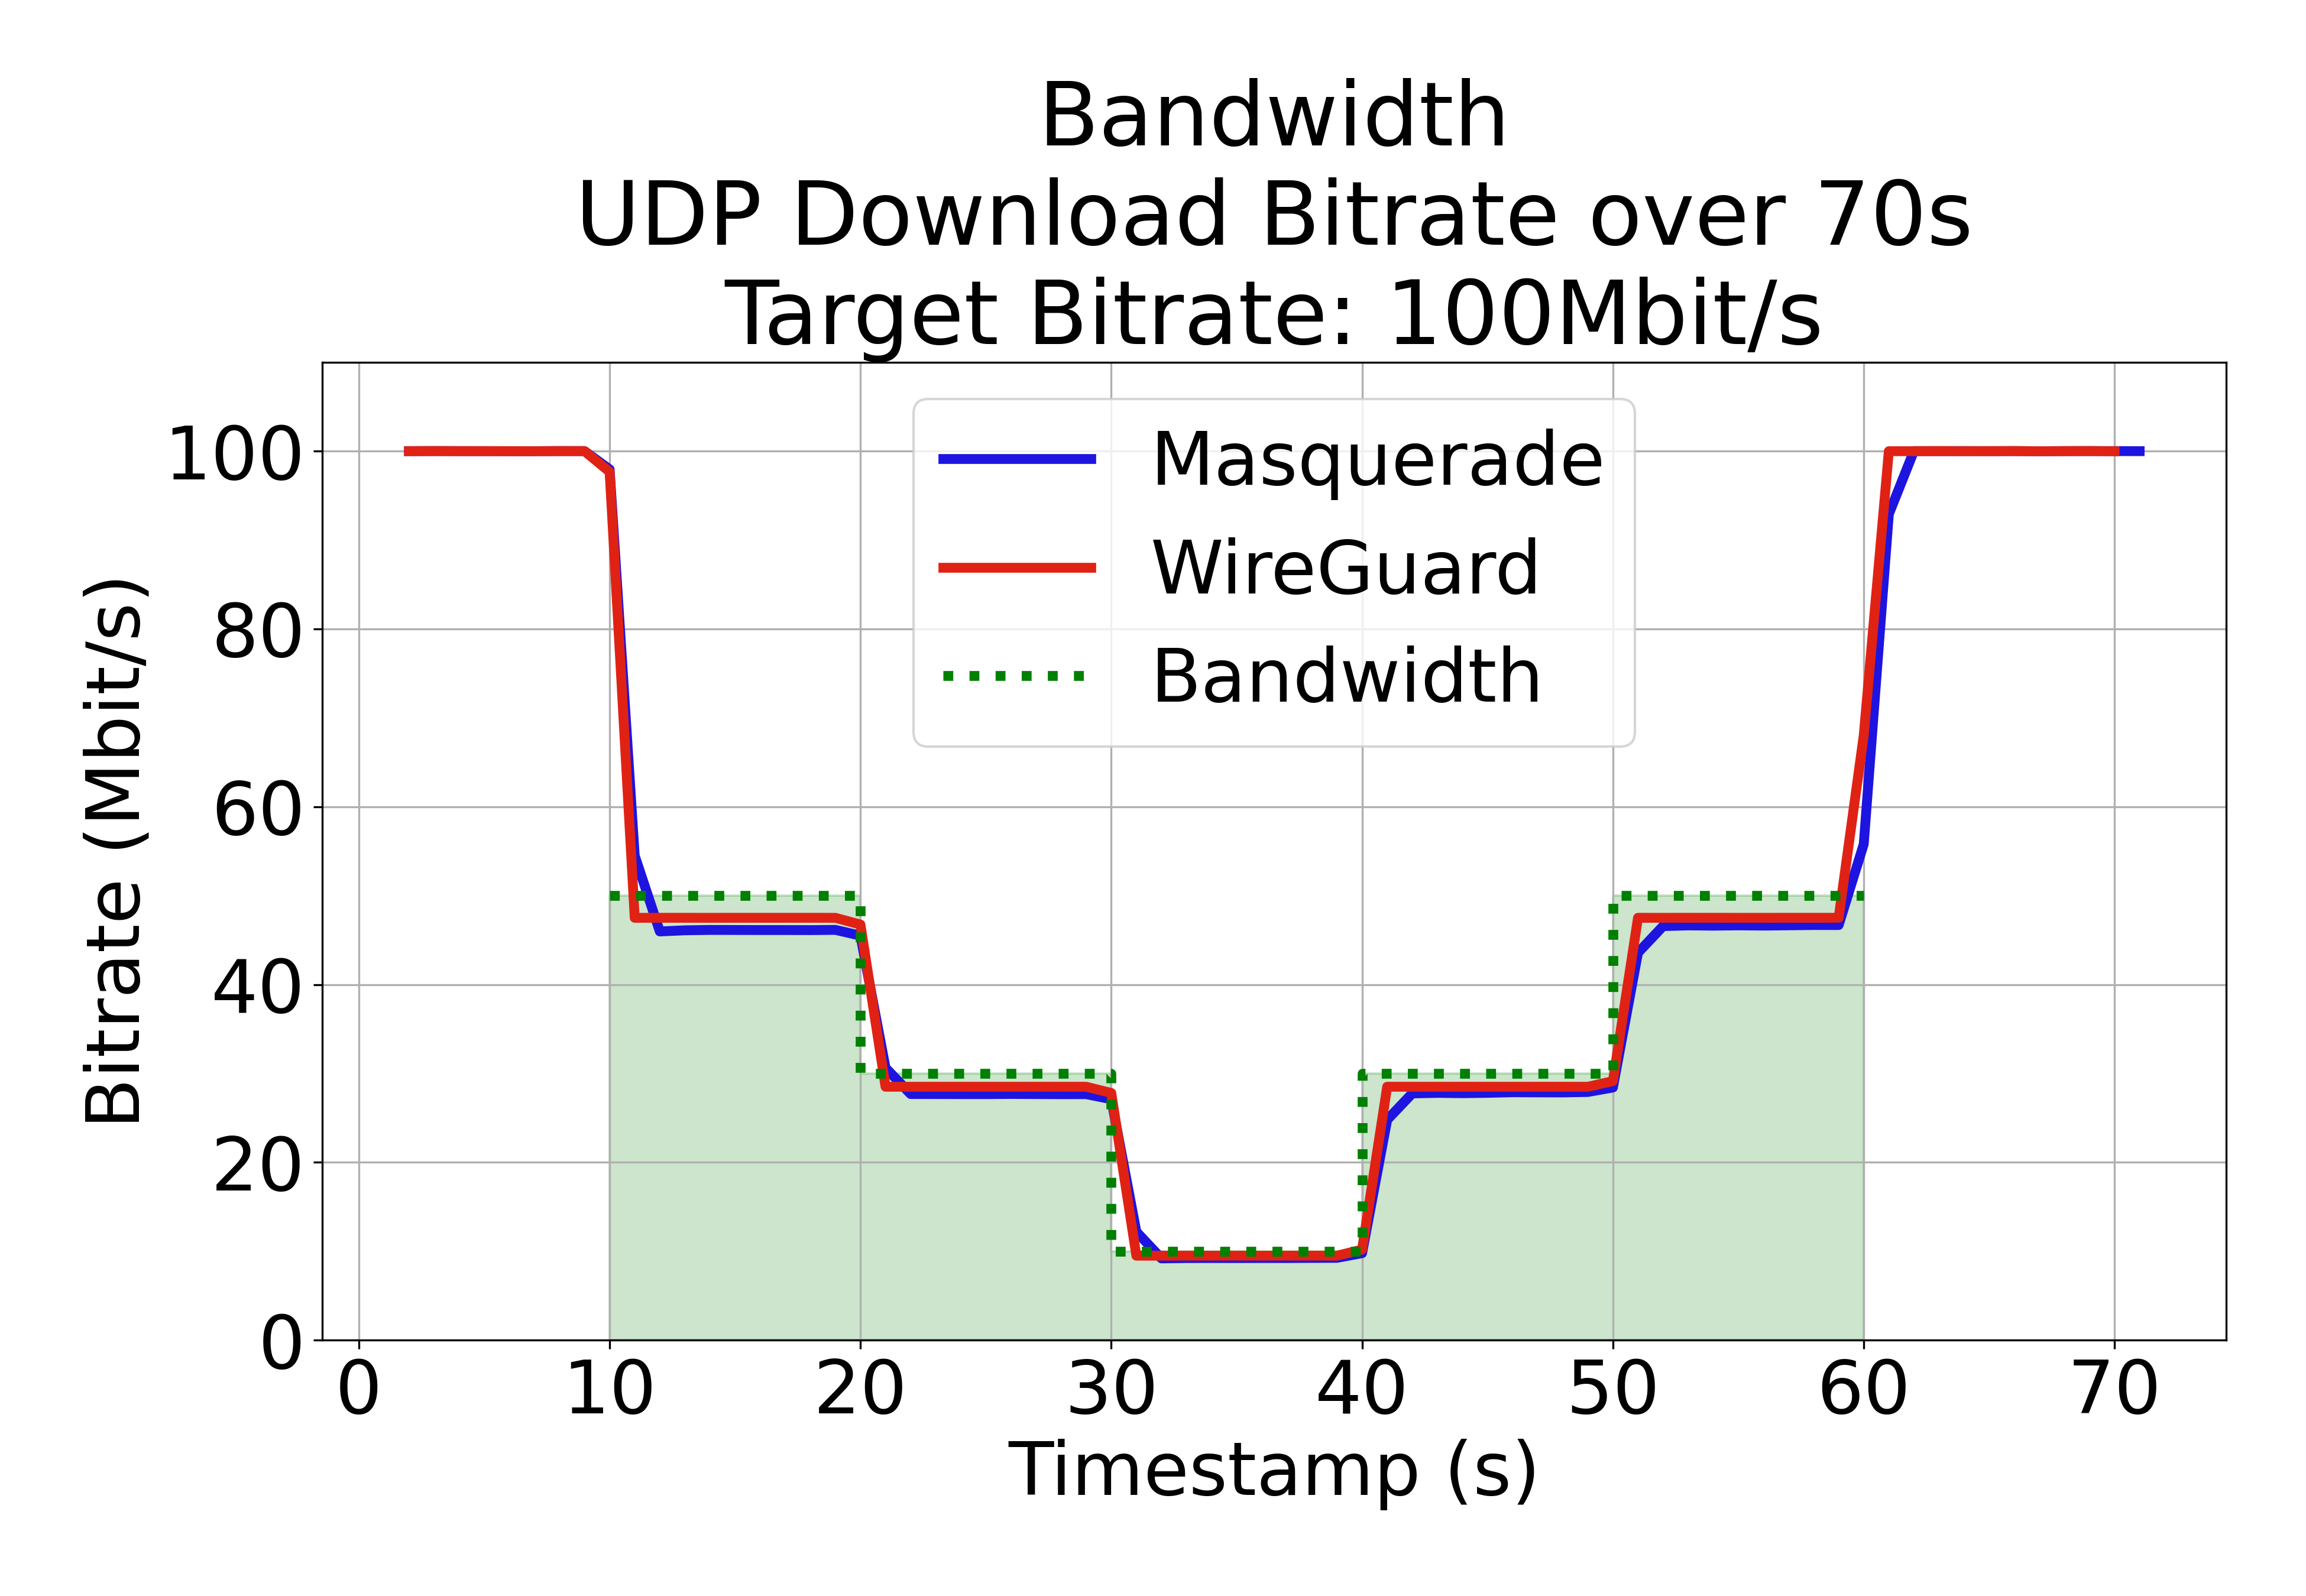 Bandwidth
UDP Download Bitrate over 70s
Target Bitrate: 100Mbit/s
Masquerade
WireGuard
Bandwidth
Bitrate (Mbit/s)
100
80
60
40
20
0
0 10 20 30 40 50 60 70
Timestamp (s)